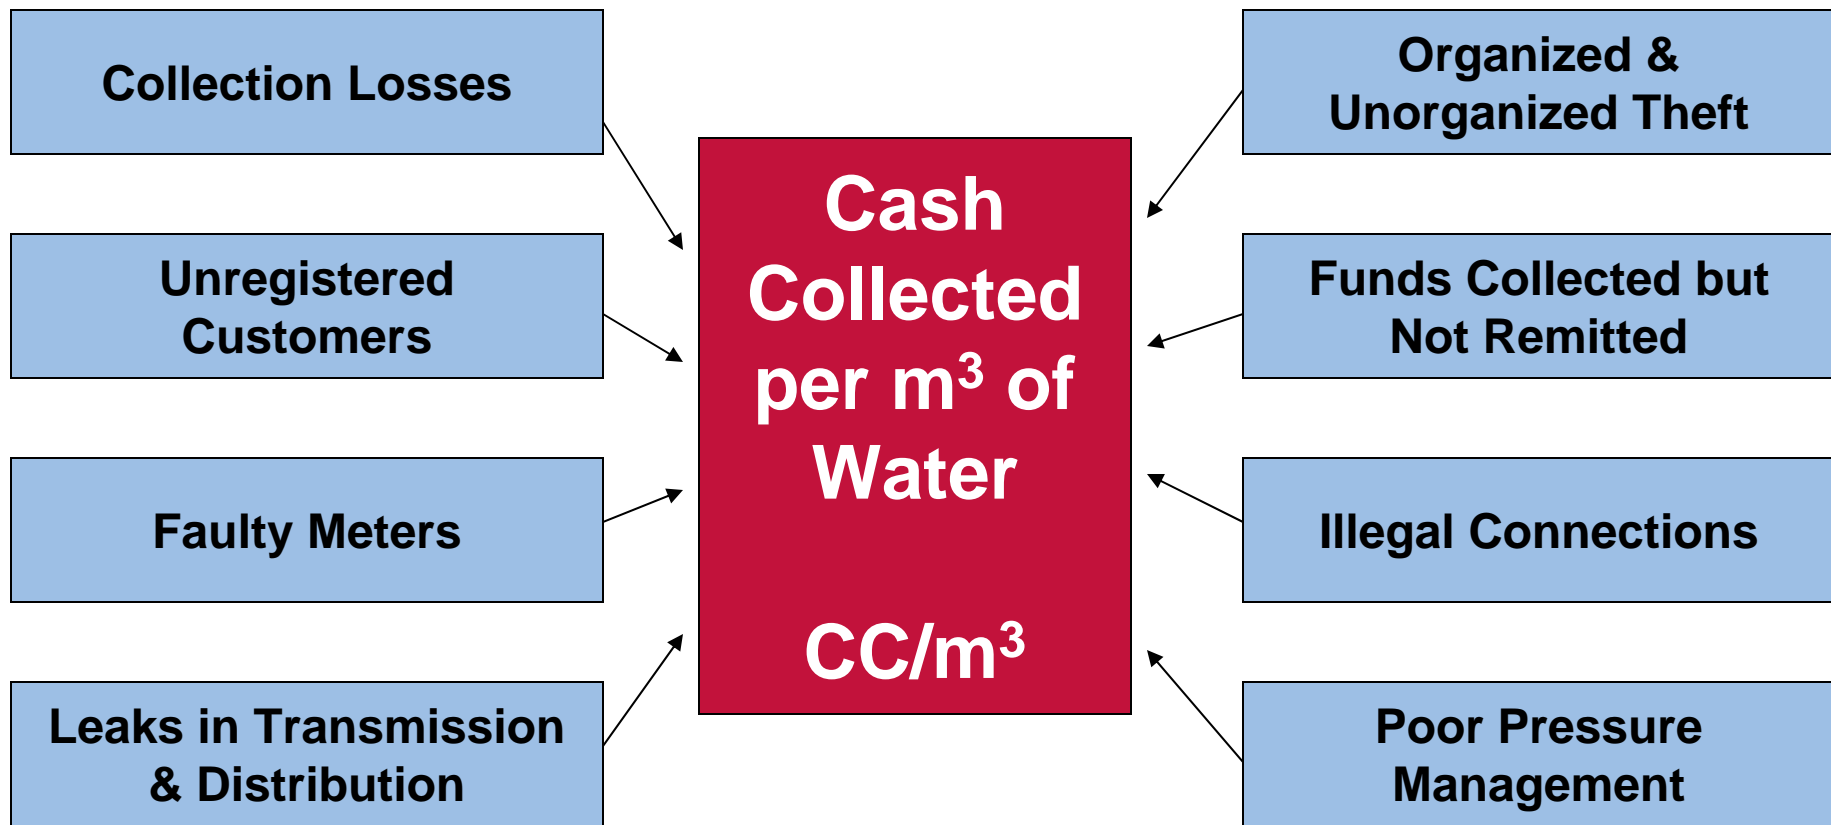 Collection Losses
Unregistered
Customers
Faulty Meters
Leaks in Transmission
& Distribution
Cash
Collected
per m³ of
Water
CC/m³
Organized &
Unorganized Theft
Funds Collected but
Not Remitted
Illegal Connections
Poor Pressure
Management